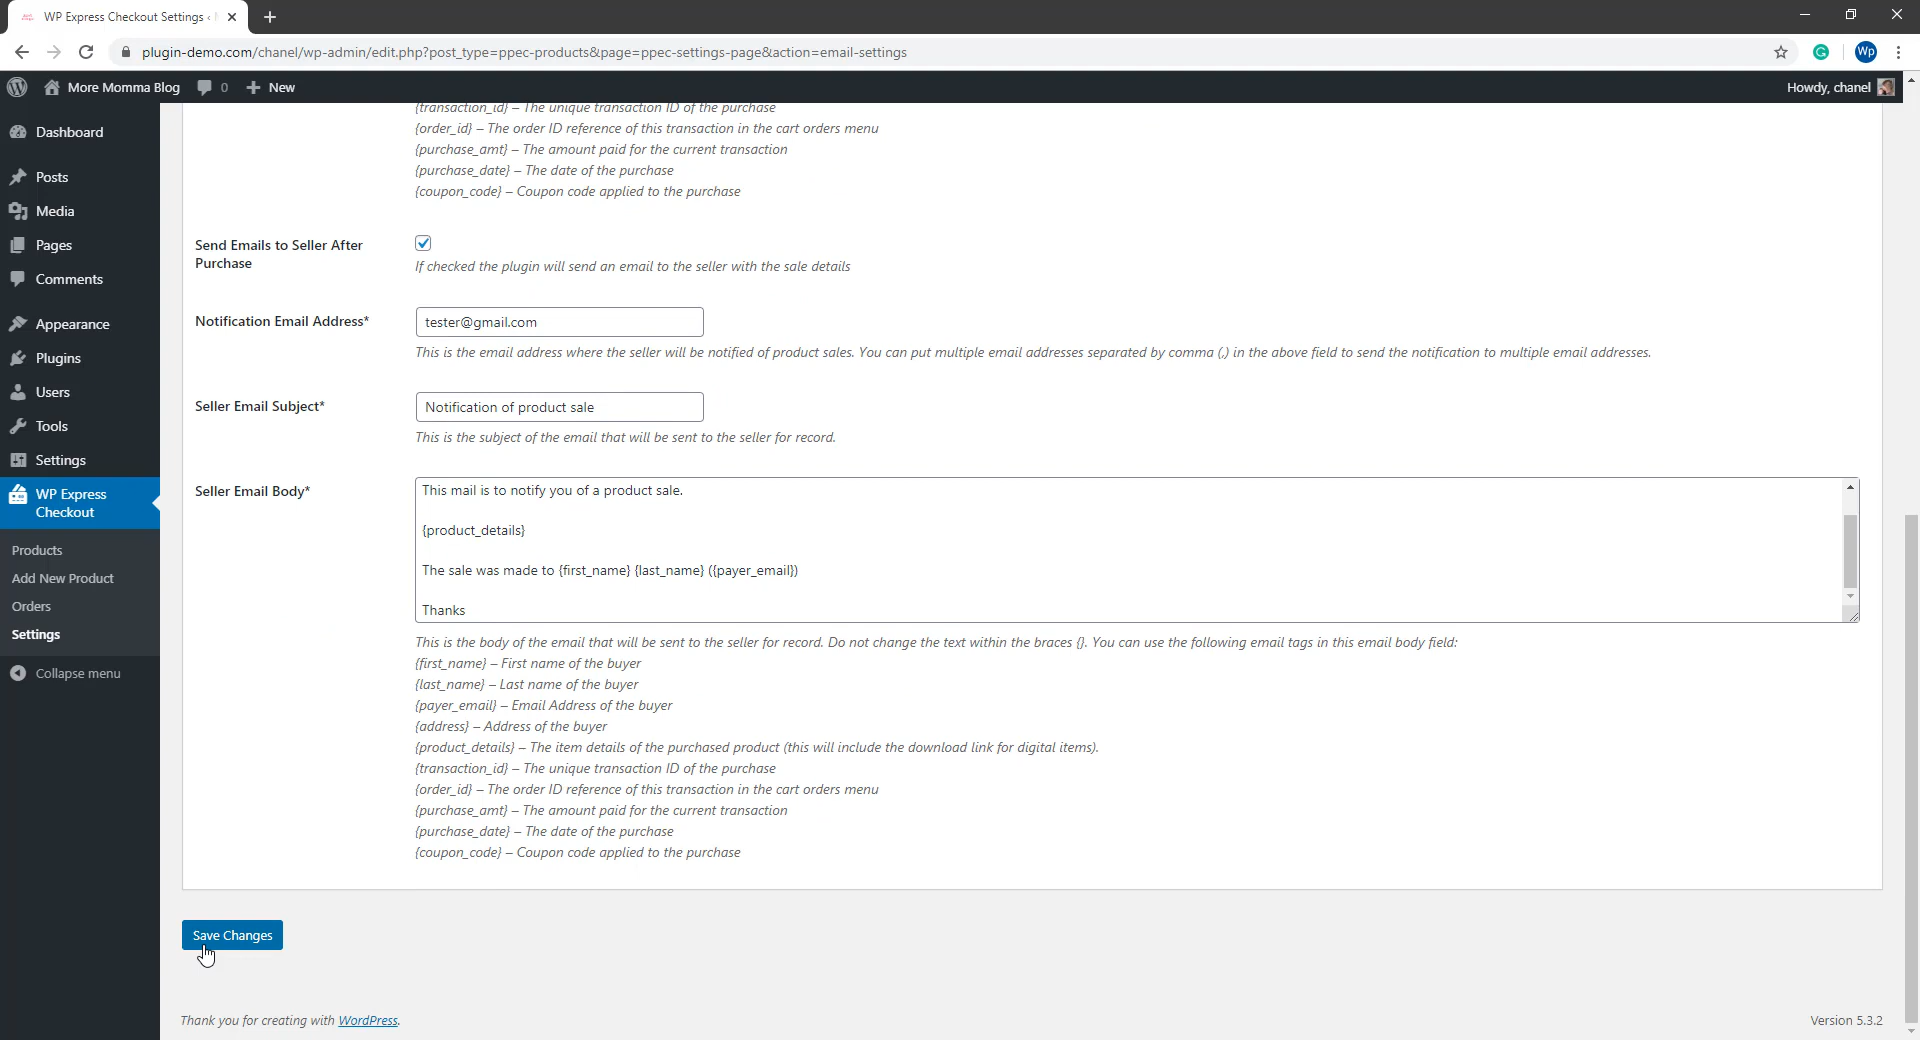 WP Express Checkout Settings ‹
plugin-demo.com/chanel/wp-admin/edit.php?post_type=ppec-products&page=ppec-settings-page&action=email-settings
Wp
More Momma Blog 0 New
Howdy, chanel
Dashboard
Posts
Media
Pages
Comments
Appearance
Plugins
Users
Tools
Settings
WP Express
Checkout
Products
Add New Product
Orders
Settings
Collapse menu
{transaction_id} – The unique transaction ID of the purchase
{order_id} – The order ID reference of this transaction in the cart orders menu
{purchase_amt} – The amount paid for the current transaction
{purchase_date} – The date of the purchase
{coupon_code} – Coupon code applied to the purchase
Send Emails to Seller After
Purchase
If checked the plugin will send an email to the seller with the sale details
Notification Email Address*
tester@gmail.com
This is the email address where the seller will be notified of product sales. You can put multiple email addresses separated by comma (,) in the above field to send the notification to multiple email addresses.
Seller Email Subject*
Notification of product sale
This is the subject of the email that will be sent to the seller for record.
Seller Email Body*
This mail is to notify you of a product sale.
{product_details}
The sale was made to {first_name} {last_name} ({payer_email})
Thanks
This is the body of the email that will be sent to the seller for record. Do not change the text within the braces {}. You can use the following email tags in this email body field:
{first_name} – First name of the buyer
{last_name} – Last name of the buyer
{payer_email} – Email Address of the buyer
{address} – Address of the buyer
{product_details} – The item details of the purchased product (this will include the download link for digital items).
{transaction_id} – The unique transaction ID of the purchase
{order_id} – The order ID reference of this transaction in the cart orders menu
{purchase_amt} – The amount paid for the current transaction
{purchase_date} – The date of the purchase
{coupon_code} – Coupon code applied to the purchase
Save Changes
Thank you for creating with WordPress.
Version 5.3.2